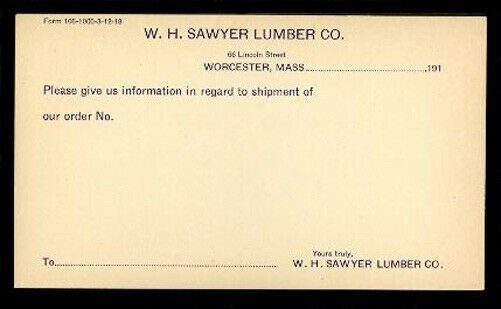 Form 105-1000-3-12-18
W. H. SAWYER LUMBER CO.
66 Lincoln Street
WORCESTER, MASS.......................................,191
Please give us information in regard to shipment of
our order No.
Yours truly,
To............................................................ W. H. SAWYER LUMBER CO.